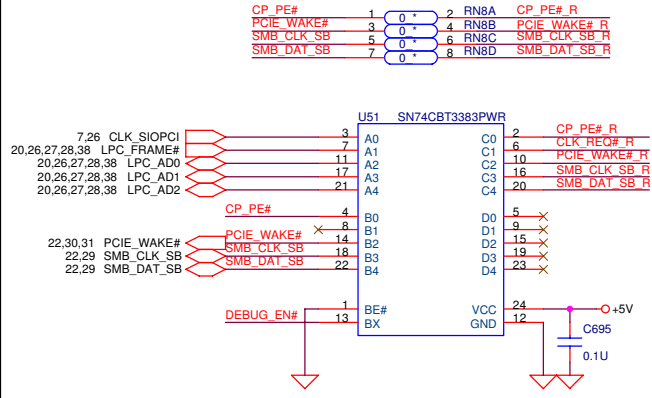 CP_PE# 1 0_* 2 RN8A CP_PE#_R
PCIE_WAKE# 3 0_* 4 RN8B PCIE_WAKE#_R
SMB_CLK_SB 5 0_* 6 RN8C SMB_CLK_SB_R
SMB_DAT_SB 7 0_* 8 RN8D SMB_DAT_SB_R
U51 SN74CBT3383PWR
7,26 CLK_SIOPCI 3 A0 C0 2 CP_PE#_R
20,26,27,28,38 LPC_FRAME# 7 A1 C1 6 CLK_REQ#_R
20,26,27,28,38 LPC_AD0 11 A2 C2 10 PCIE_WAKE#_R
20,26,27,28,38 LPC_AD1 17 A3 C3 16 SMB_CLK_SB_R
20,26,27,28,38 LPC_AD2 21 A4 C4 20 SMB_DAT_SB_R
CP_PE# 4 B0 D0 5
8 B1 D1 9
22,30,31 PCIE_WAKE# PCIE_WAKE# 14 B2 D2 15
22,29 SMB_CLK_SB SMB_CLK_SB 18 B3 D3 19
22,29 SMB_DAT_SB SMB_DAT_SB 22 B4 D4 23
1 BE# VCC 24 +5V
DEBUG_EN# 13 BX GND 12
C695
0.1U